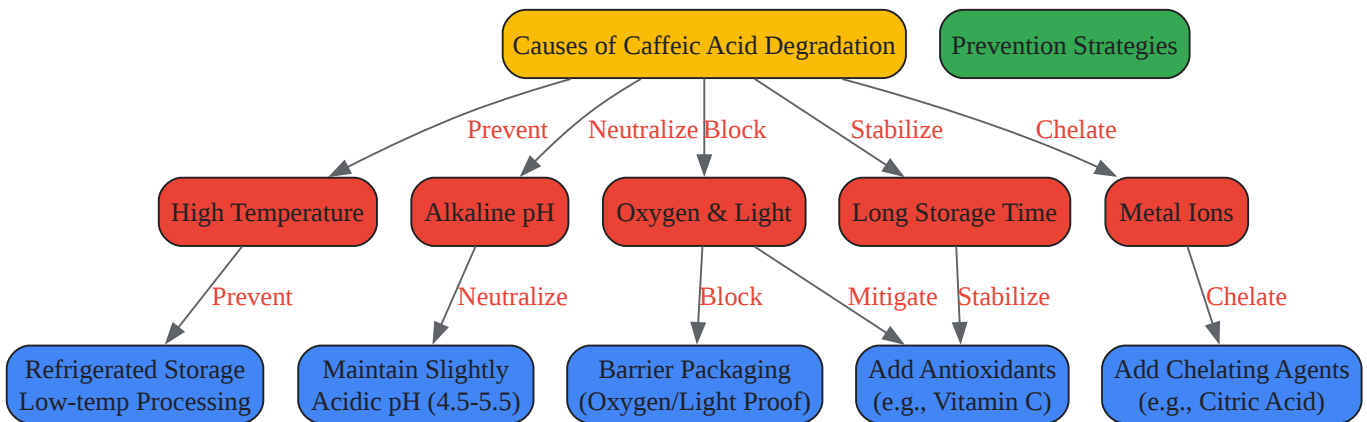 Causes of Caffeic Acid Degradation
Prevention Strategies
Prevent
Neutralize
Block
Stabilize
Chelate
High Temperature
Alkaline pH
Oxygen & Light
Long Storage Time
Metal Ions
Prevent
Neutralize
Block
Mitigate
Stabilize
Chelate
Refrigerated Storage
Low-temp Processing
Maintain Slightly
Acidic pH (4.5-5.5)
Barrier Packaging
(Oxygen/Light Proof)
Add Antioxidants
(e.g., Vitamin C)
Add Chelating Agents
(e.g., Citric Acid)